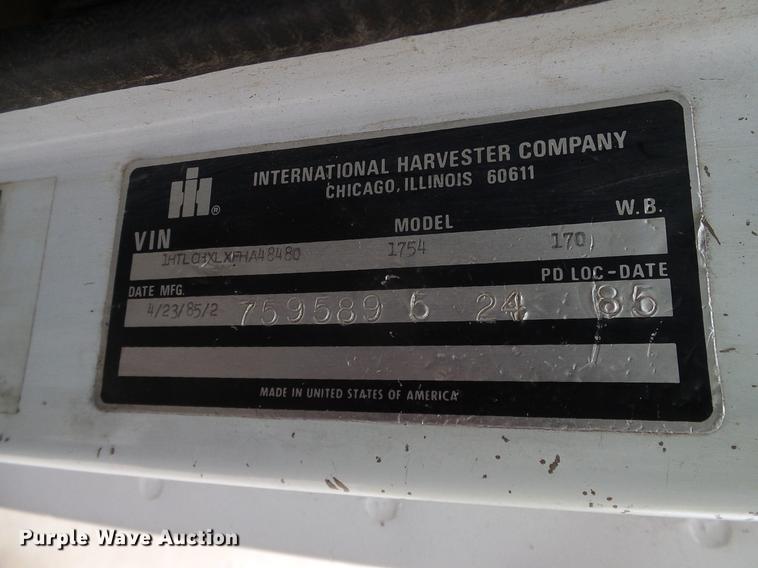 INTERNATIONAL HARVESTER COMPANY
CHICAGO, ILLINOIS 60611
IH ®
VIN MODEL W.B.
1754 170
DATE MFG. PD LOC-DATE
4/23/85/2 759589 6 24 85
MADE IN UNITED STATES OF AMERICA
Purple Wave Auction